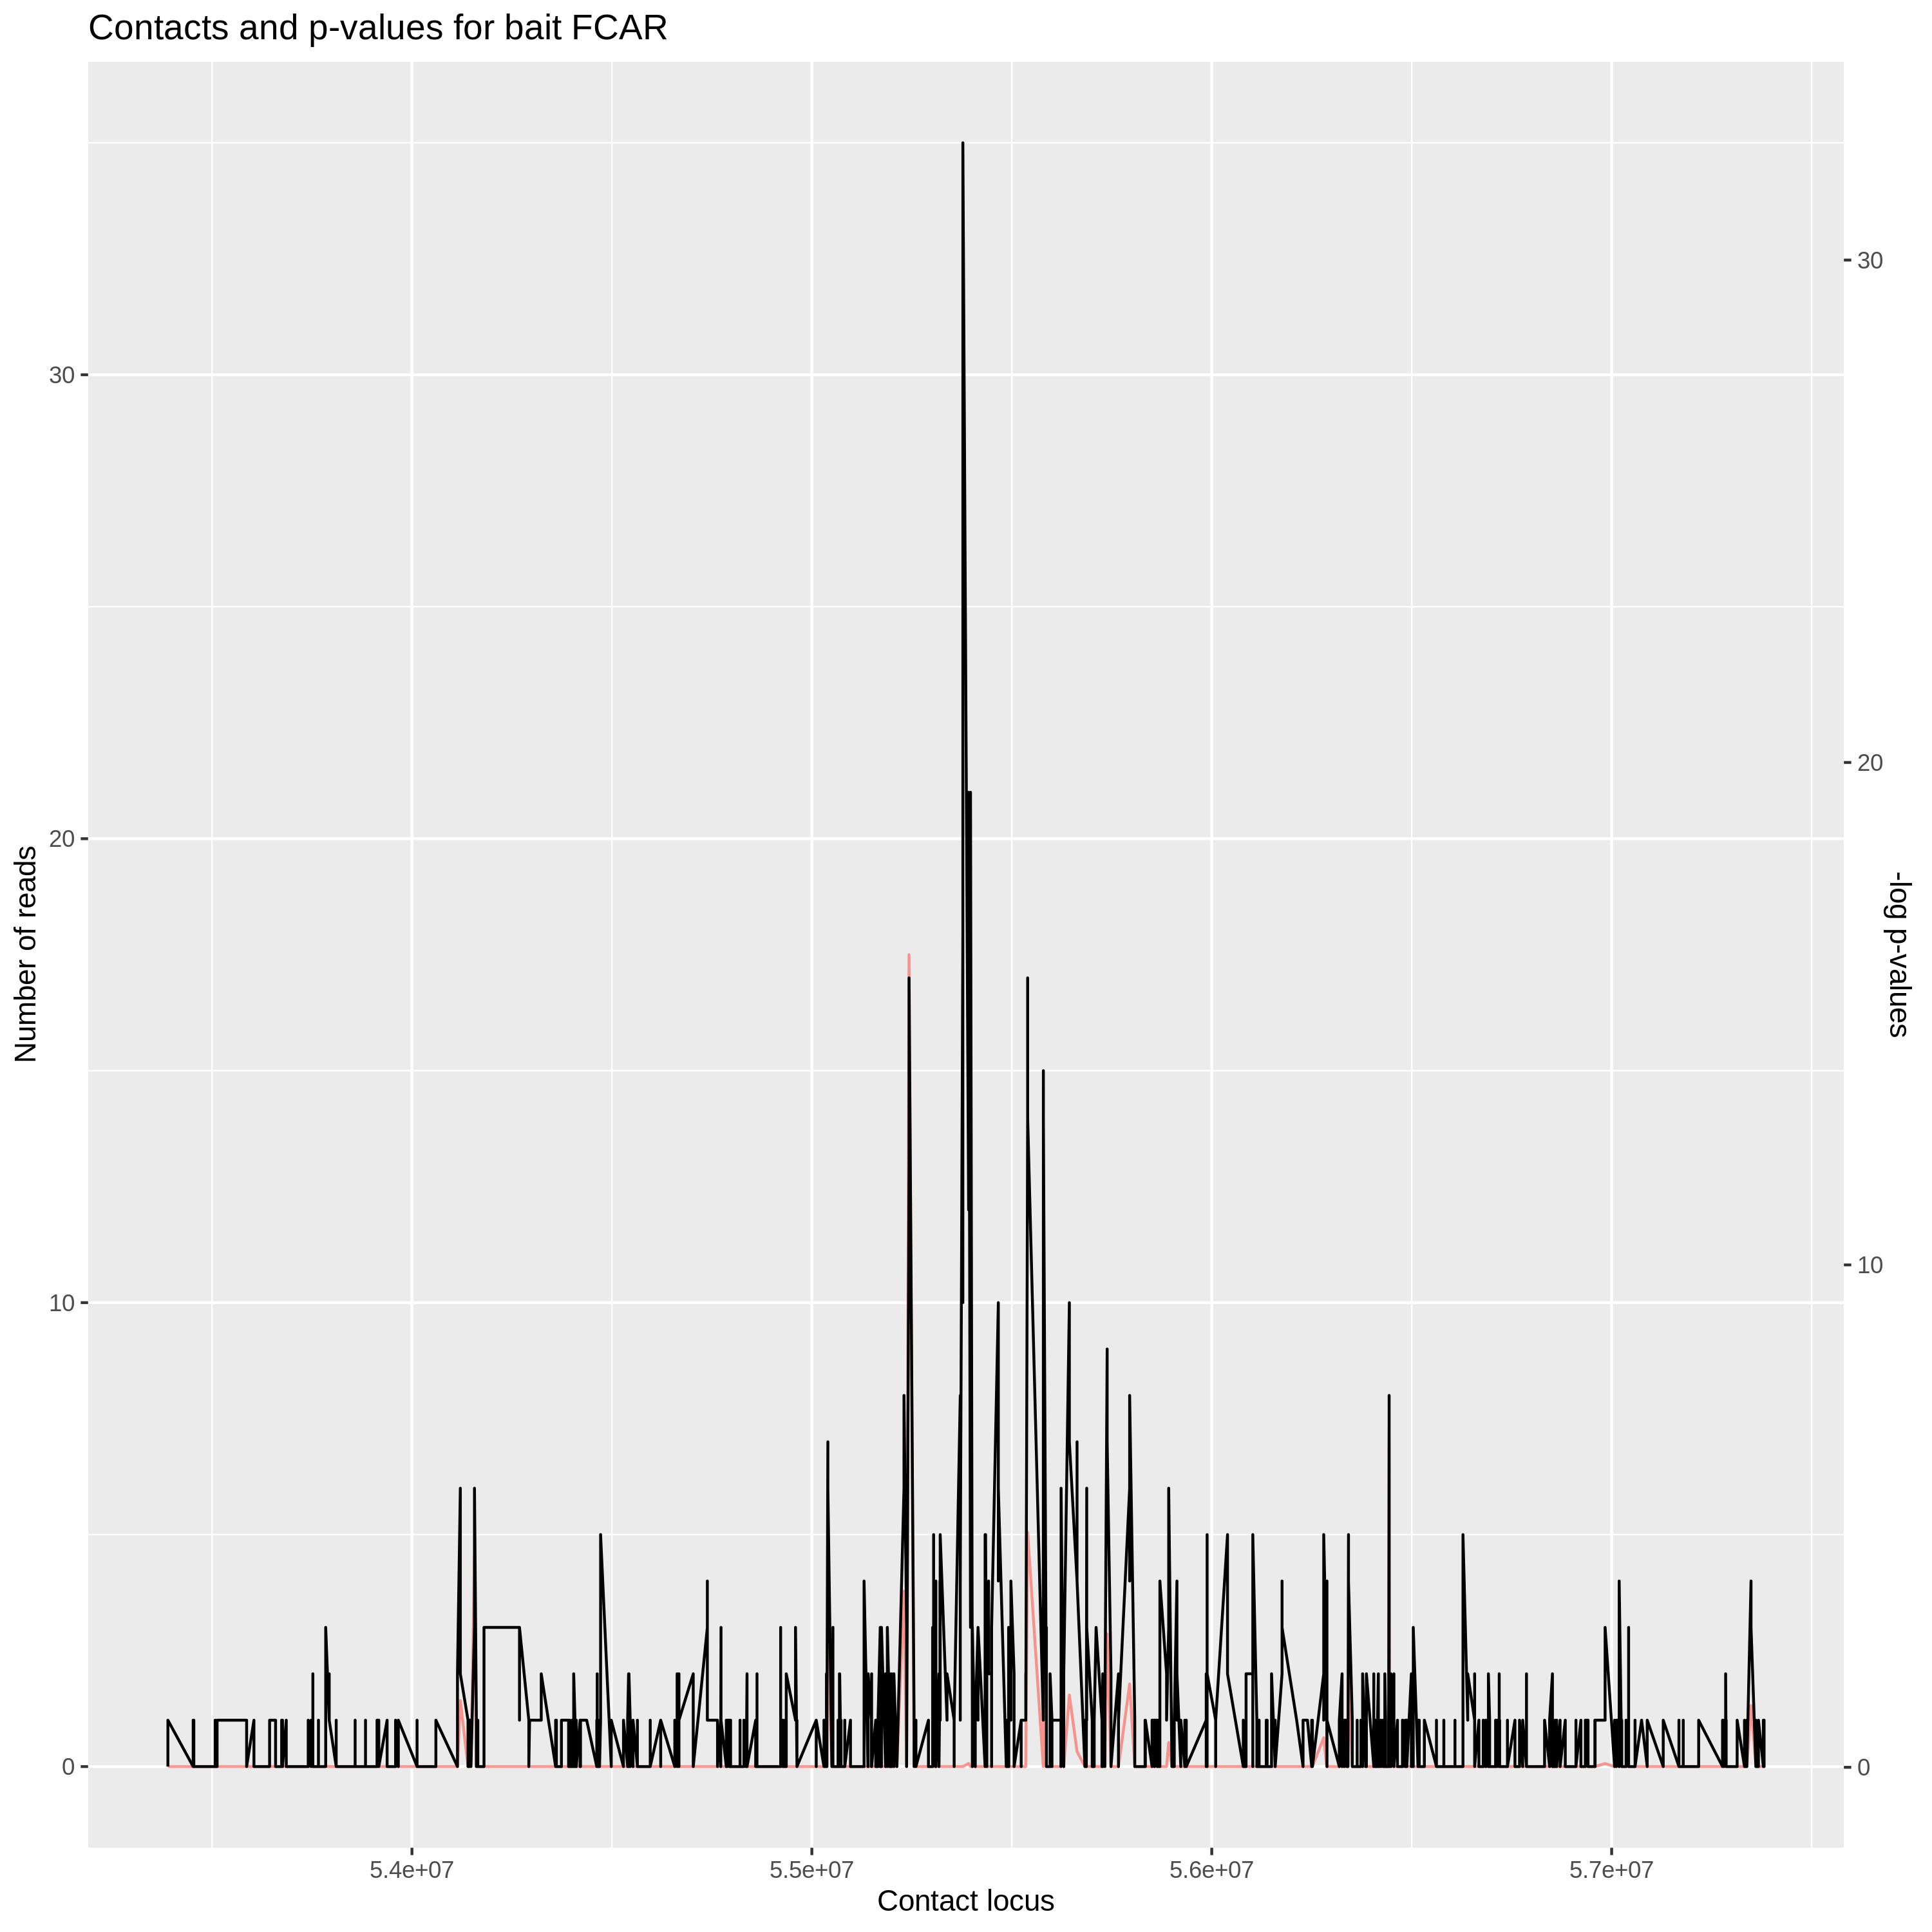 Contacts and p-values for bait FCAR
30
20
10
0
Number of reads
30
20
10
0
-log p-values
5.4e+07
5.5e+07
5.6e+07
5.7e+07
Contact locus